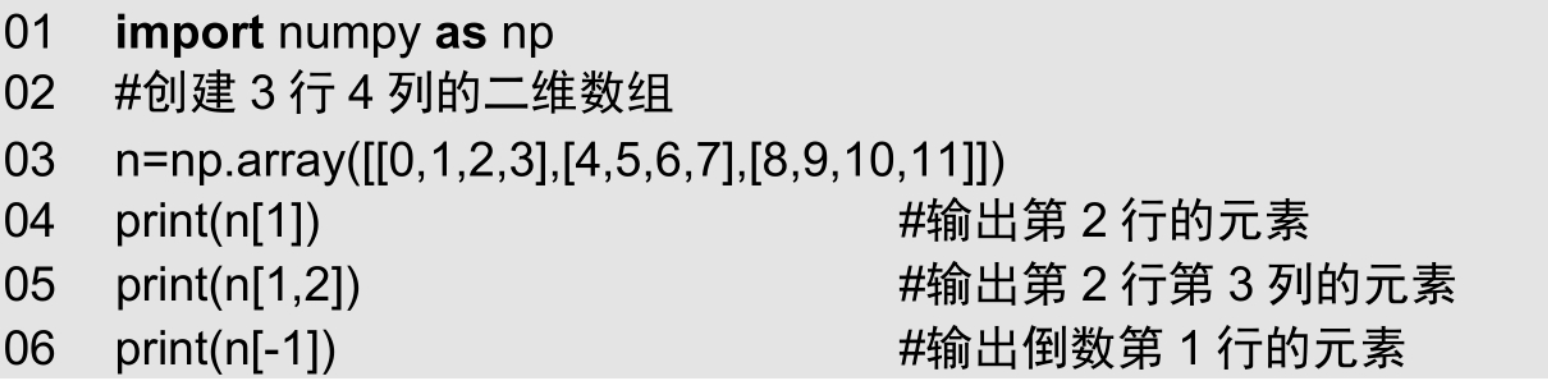 01 import numpy as np
02 #创建 3 行 4 列的二维数组
03 n=np.array([[0,1,2,3],[4,5,6,7],[8,9,10,11]])
04 print(n[1]) #输出第 2 行的元素
05 print(n[1,2]) #输出第 2 行第 3 列的元素
06 print(n[-1]) #输出倒数第 1 行的元素